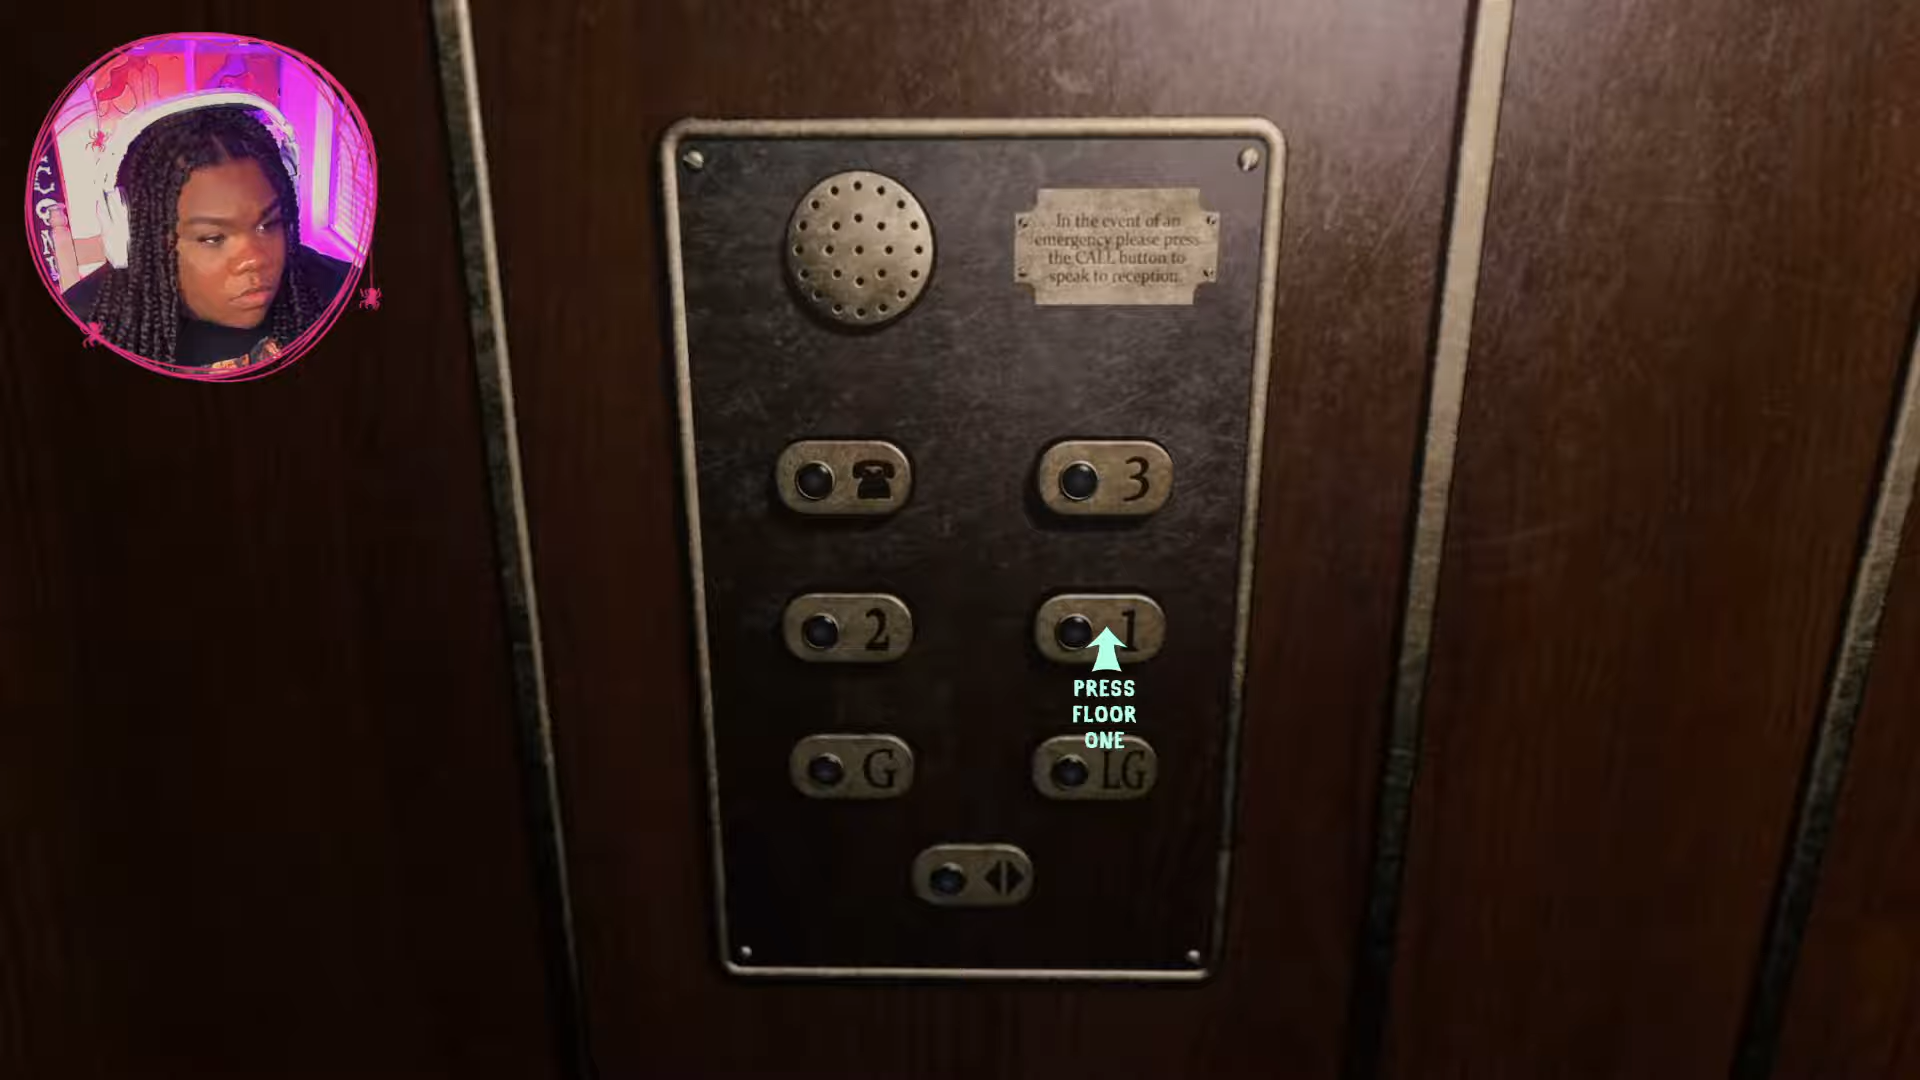 In the event of an
emergency please press
the CALL button to
speak to reception.
3
2
1
PRESS
FLOOR
ONE
G
LG